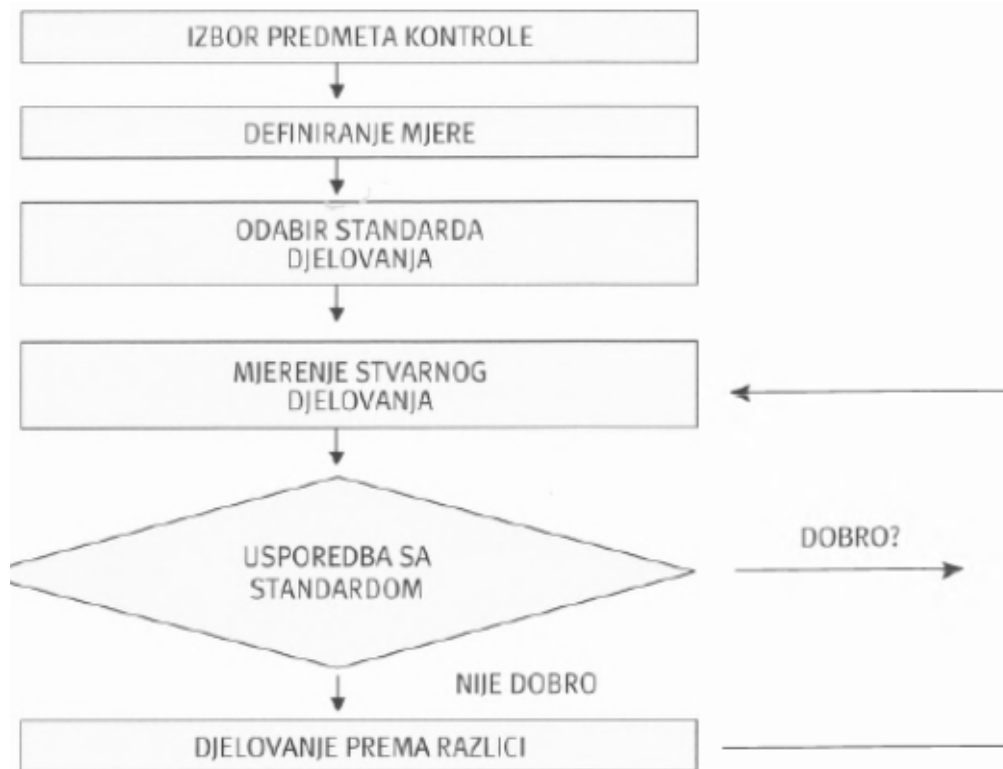 IZBOR PREDMETA KONTROLE
DEFINIRANJE MJERE
ODABIR STANDARDA
DJELOVANJA
MJERENJE STVARNOG
DJELOVANJA
USPOREDBA SA
STANDARDOM
DOBRO?
NIJE DOBRO
DJELOVANJE PREMA RAZLICI